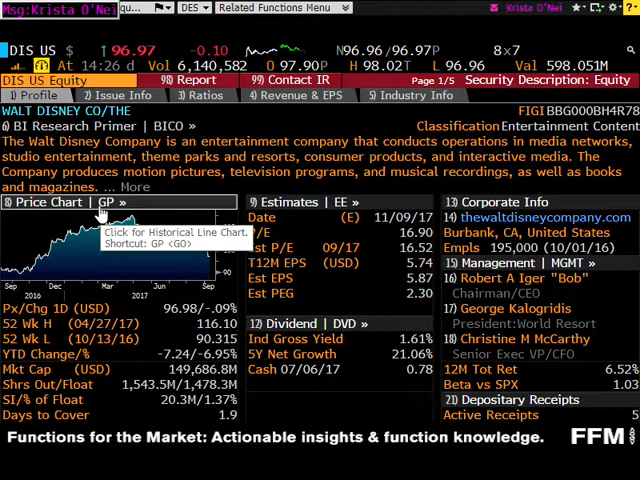 Msg:Krista O'Nei
DES
Related Functions Menu
Krista O'Nei
DIS US $ ↑ 96.97 -0.10 N96.96/96.97P 8x7
At 14:26 d Vol 6,140,582 O 97.90P H 98.02T L 96.96 Val 598.051M
DIS US Equity 98) Report 99) Contact IR Page 1/5 Security Description: Equity
1) Profile 2) Issue Info 3) Ratios 4) Revenue & EPS 5) Industry Info
WALT DISNEY CO/THE FIGI BBG000BH4R78
6) BI Research Primer | BICO » Classification Entertainment Content
The Walt Disney Company is an entertainment company that conducts operations in media networks,
studio entertainment, theme parks and resorts, consumer products, and interactive media. The
Company produces motion pictures, television programs, and musical recordings, as well as books
and magazines. ... More
8) Price Chart | GP »
Click for Historical Line Chart.
Shortcut: GP <GO>
90
Sep Dec Mar Jun Sep
2016 2017
Px/Chg 1D (USD) 96.98/-.09%
52 Wk H (04/27/17) 116.10
52 Wk L (10/13/16) 90.315
YTD Change/% -7.24/-6.95%
Mkt Cap (USD) 149,686.8M
Shrs Out/Float 1,543.5M/1,478.3M
SI/% of Float 20.3M/1.37%
Days to Cover 1.9
9) Estimates | EE »
Date (E) 11/09/17
P/E 16.90
Est P/E 09/17 16.52
T12M EPS (USD) 5.74
Est EPS 5.87
Est PEG 2.30
12) Dividend | DVD »
Ind Gross Yield 1.61%
5Y Net Growth 21.06%
Cash 07/06/17 0.78
13) Corporate Info
14) thewaltdisneycompany.com
Burbank, CA, United States
Empls 195,000 (10/01/16)
15) Management | MGMT »
16) Robert A Iger "Bob"
Chairman/CEO
17) George Kalogridis
President:World Resort
18) Christine M McCarthy
Senior Exec VP/CFO
12M Tot Ret 6.52%
Beta vs SPX 1.03
21) Depositary Receipts
Active Receipts 5
Functions for the Market: Actionable insights & function knowledge. FFM